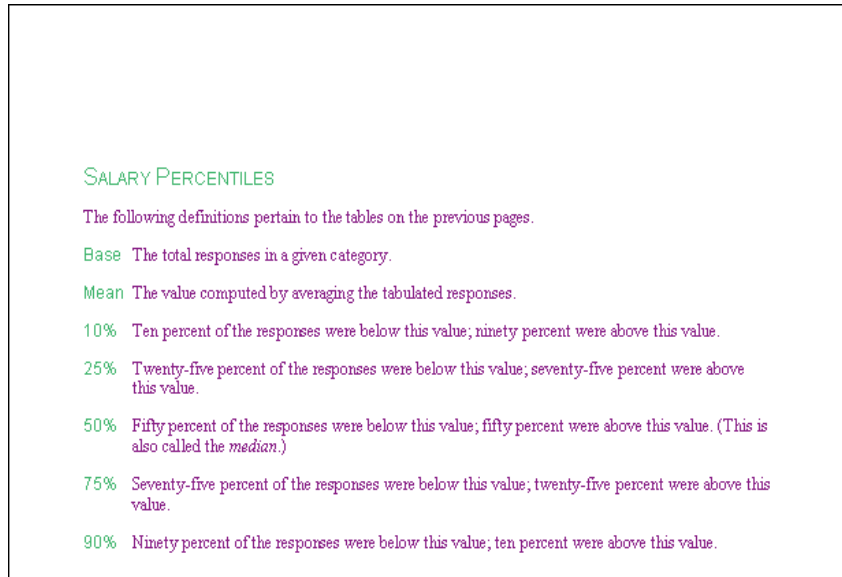 SALARY PERCENTILES
The following definitions pertain to the tables on the previous pages.
Base The total responses in a given category.
Mean The value computed by averaging the tabulated responses.
10% Ten percent of the responses were below this value; ninety percent were above this value.
25% Twenty-five percent of the responses were below this value; seventy-five percent were above
this value.
50% Fifty percent of the responses were below this value; fifty percent were above this value. (This is
also called the median.)
75% Seventy-five percent of the responses were below this value; twenty-five percent were above this
value.
90% Ninety percent of the responses were below this value; ten percent were above this value.